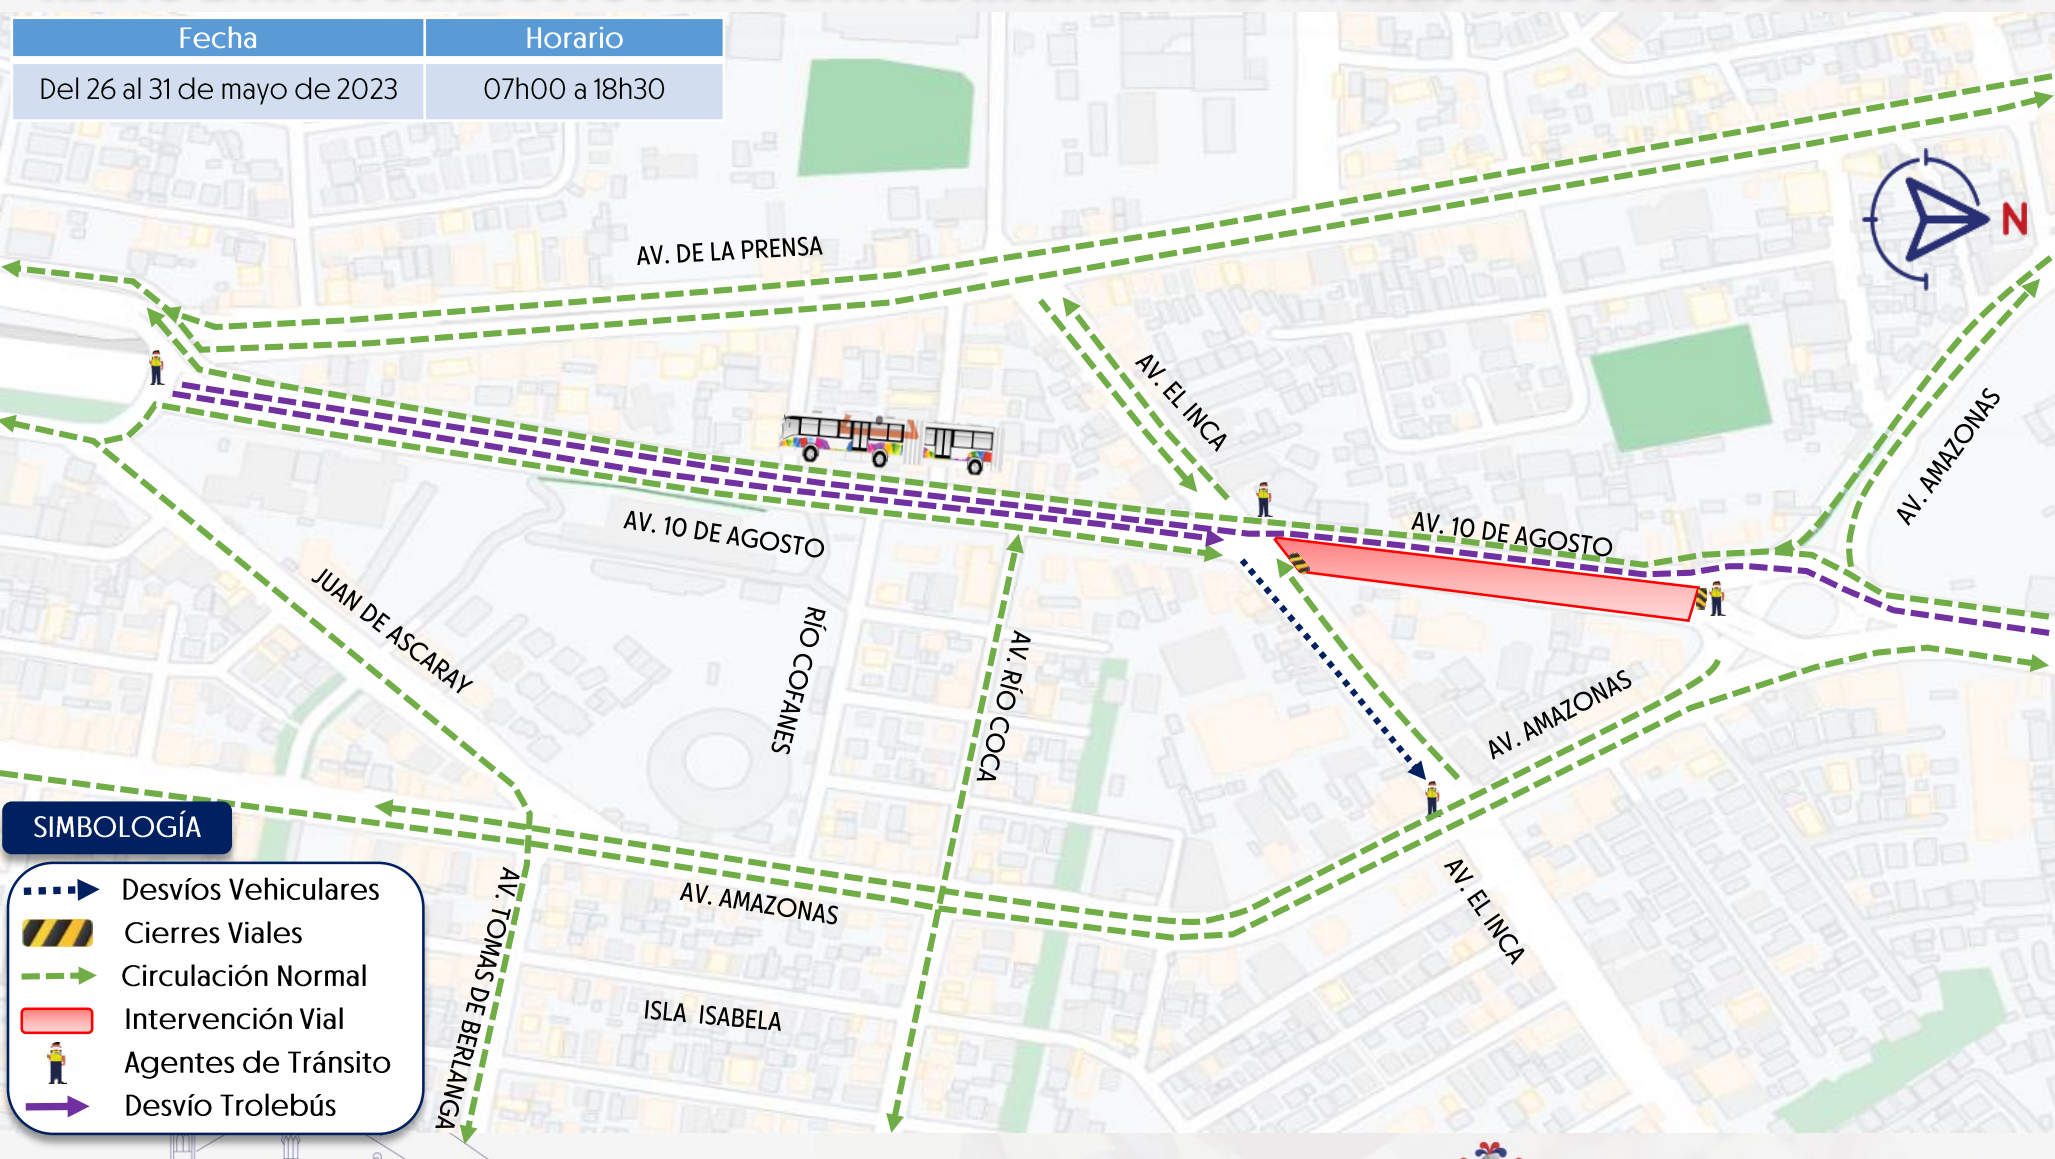 Fecha
Horario
Del 26 al 31 de mayo de 2023
07h00 a 18h30
N
AV. DE LA PRENSA
AV. EL INCA
AV. AMAZONAS
AV. 10 DE AGOSTO
AV. 10 DE AGOSTO
JUAN DE ASCARAY
RÍO COFANES
AV. RÍO COCA
AV. AMAZONAS
AV. AMAZONAS
AV. EL INCA
AV. TOMAS DE BERLANGA
ISLA ISABELA
SIMBOLOGÍA
Desvíos Vehiculares
Cierres Viales
Circulación Normal
Intervención Vial
Agentes de Tránsito
Desvío Trolebús